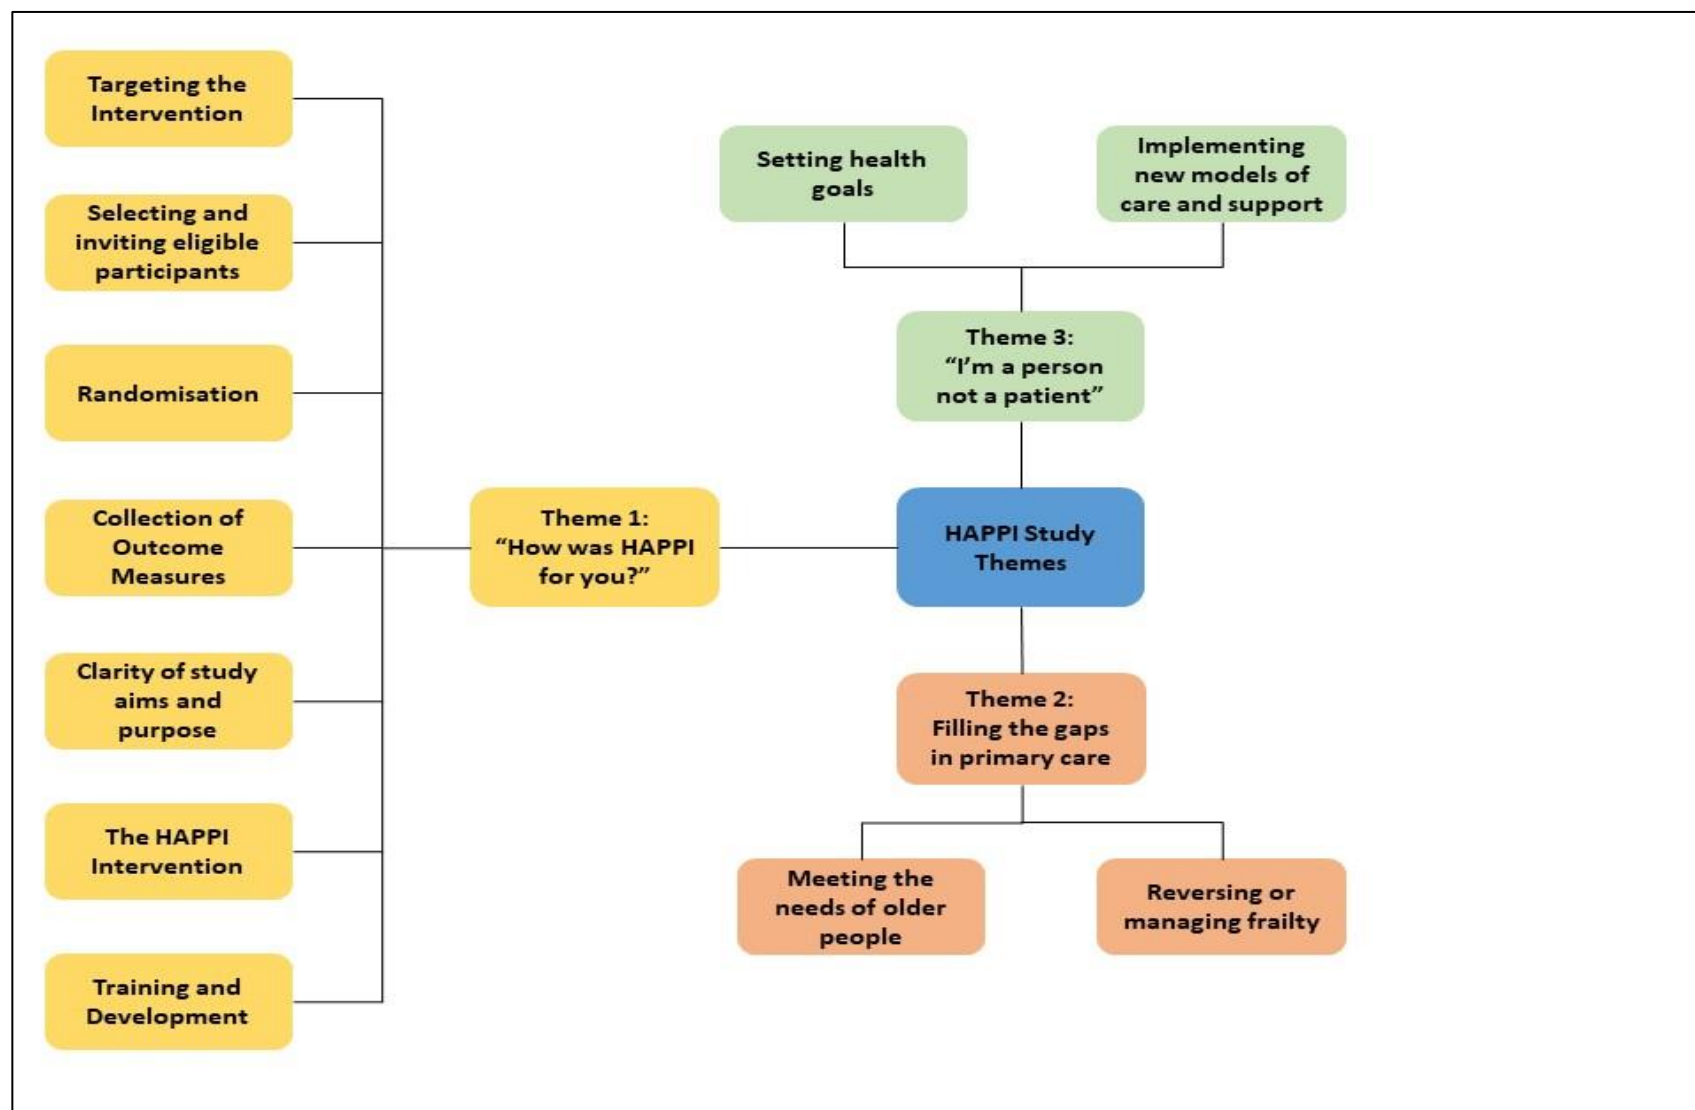 Targeting the
Intervention
Selecting and
inviting eligible
participants
Randomisation
Collection of
Outcome
Measures
Clarity of study
aims and
purpose
The HAPPI
Intervention
Training and
Development
Theme 1:
“How was HAPPI
for you?”
Setting health
goals
Implementing
new models of
care and support
Theme 3:
“I’m a person
not a patient”
HAPPI Study
Themes
Theme 2:
Filling the gaps
in primary care
Meeting the
needs of older
people
Reversing or
managing frailty